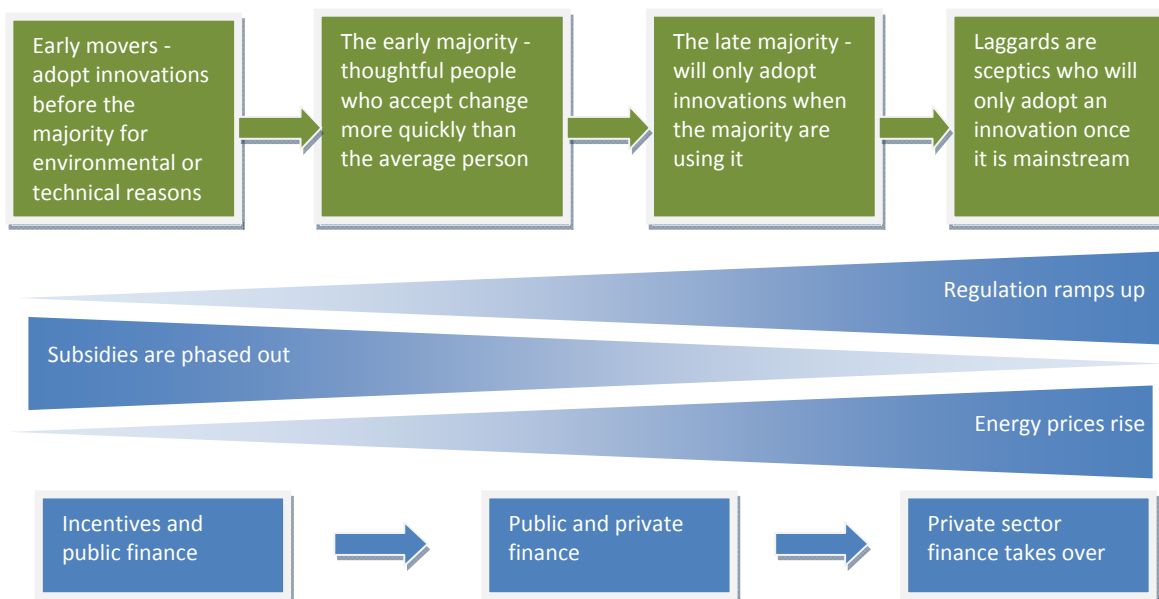 Early movers -
adopt innovations
before the
majority for
environmental or
technical reasons
The early majority -
thoughtful people
who accept change
more quickly than
the average person
The late majority -
will only adopt
innovations when
the majority are
using it
Laggards are
sceptics who will
only adopt an
innovation once
it is mainstream
Regulation ramps up
Subsidies are phased out
Energy prices rise
Incentives and
public finance
Public and private
finance
Private sector
finance takes over